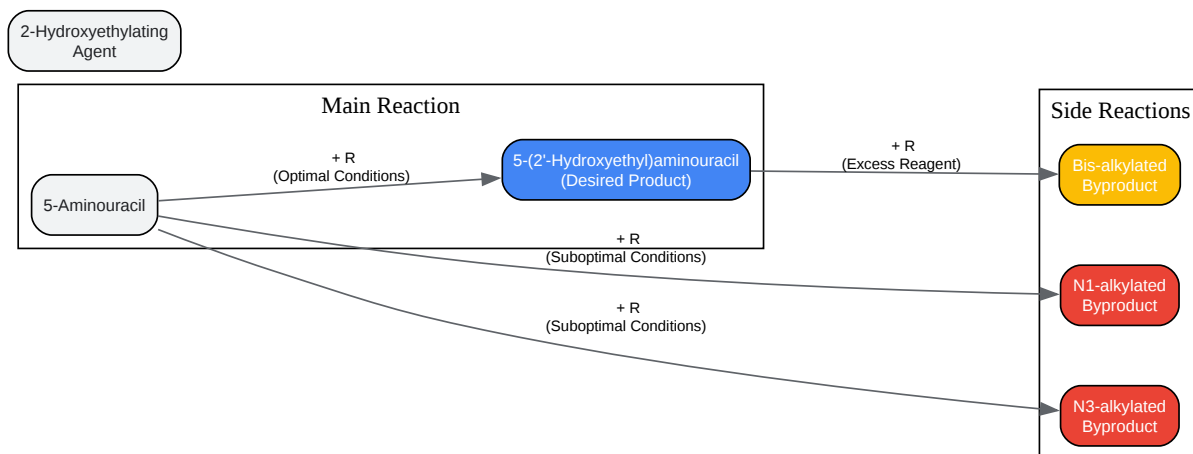 2-Hydroxyethylating
Agent
Main Reaction
Side Reactions
+ R
(Optimal Conditions)
5-(2'-Hydroxyethyl)aminouracil
(Desired Product)
+ R
(Excess Reagent)
Bis-alkylated
Byproduct
5-Aminouracil
+ R
(Suboptimal Conditions)
N1-alkylated
Byproduct
+ R
(Suboptimal Conditions)
N3-alkylated
Byproduct